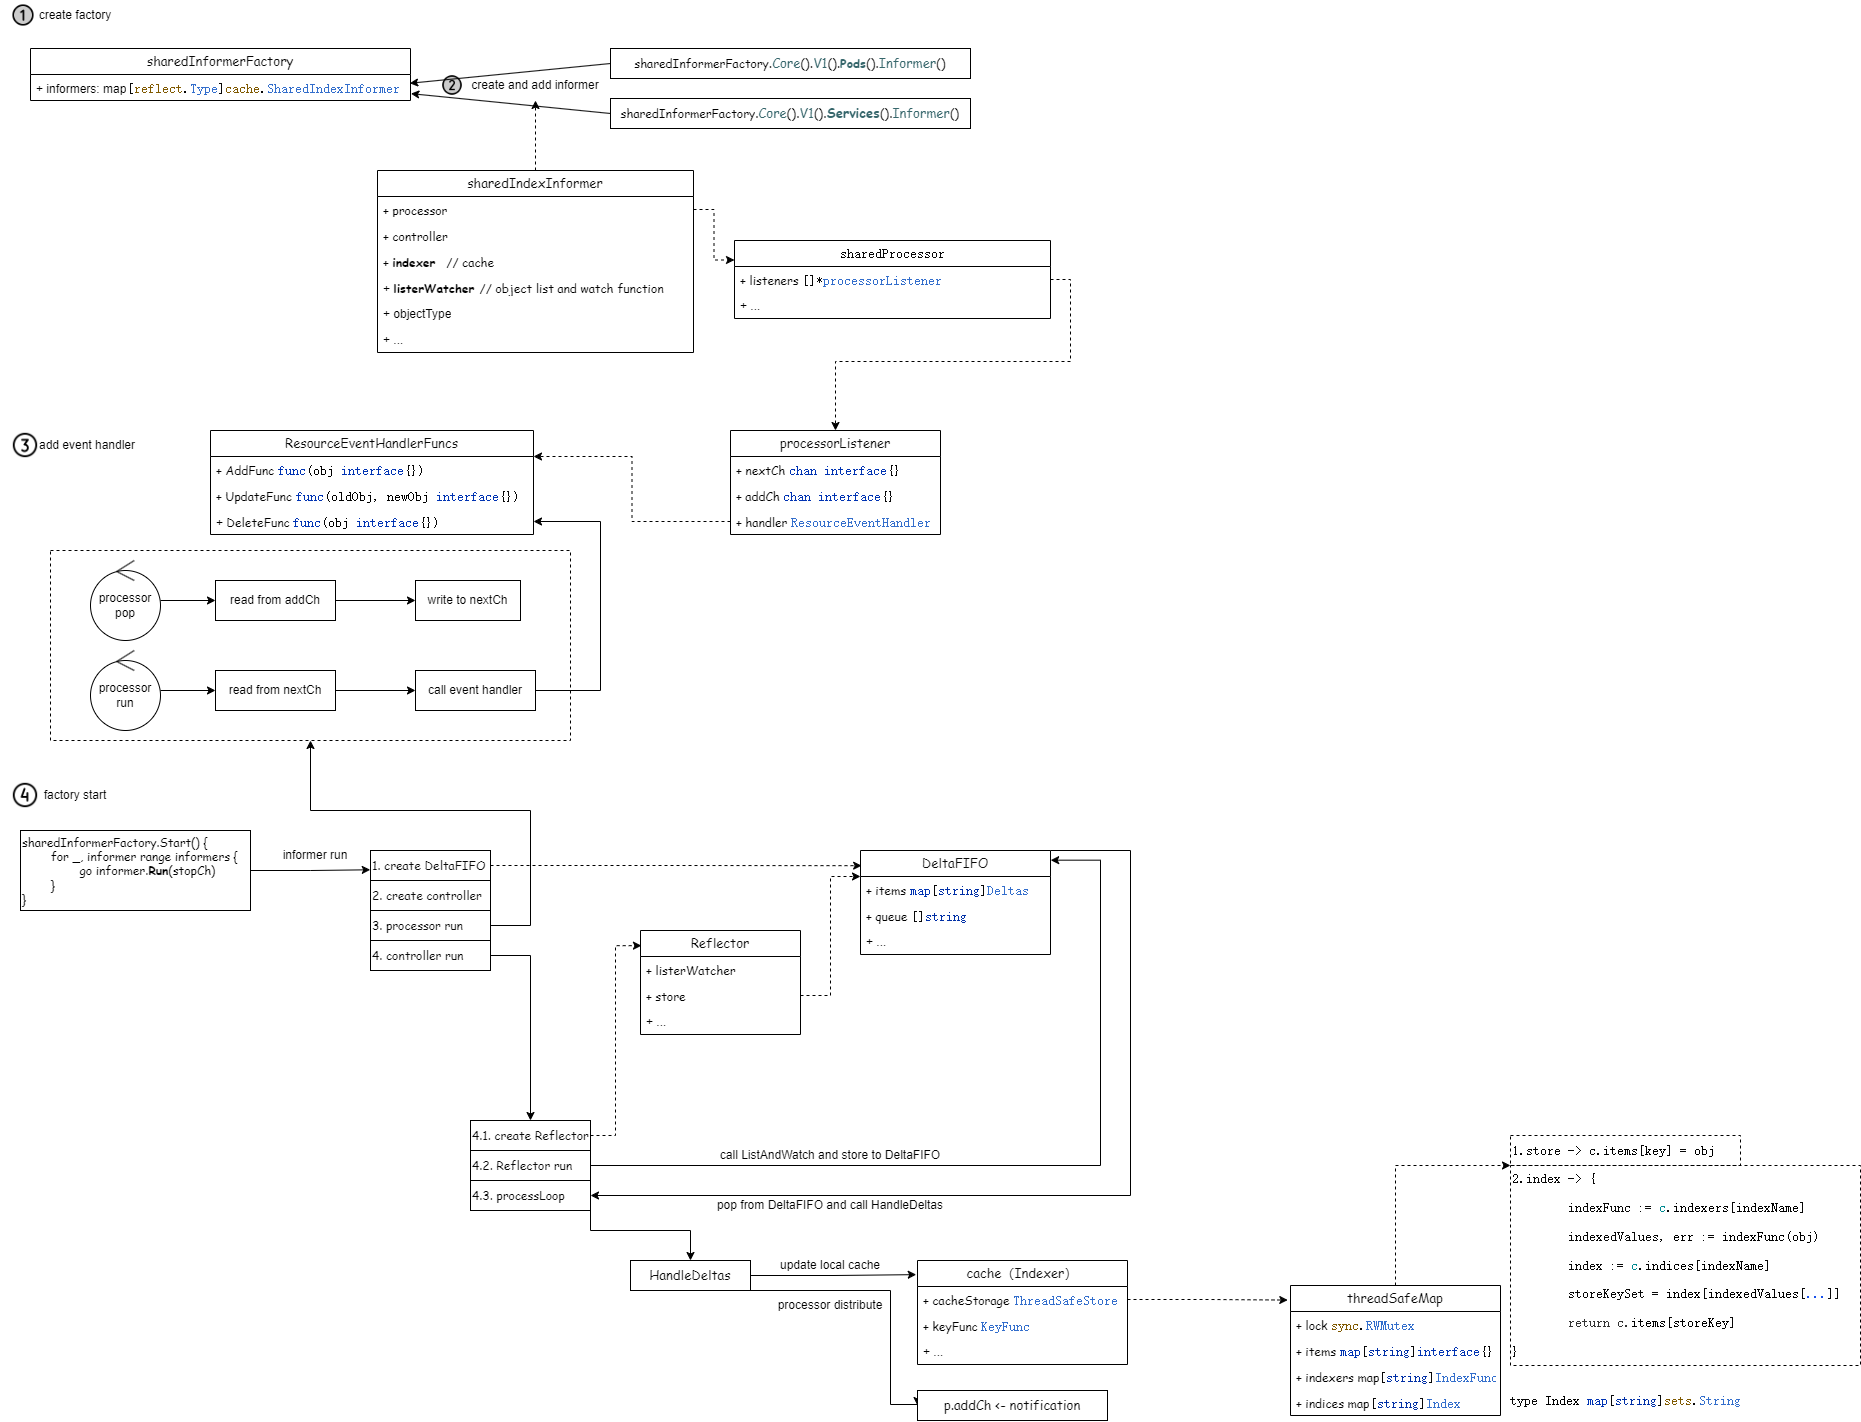 1 create factory
sharedInformerFactory
+ informers: map[reflect.Type]cache.SharedIndexInformer
2 create and add informer
sharedInformerFactory.Core().V1().Pods().Informer()
sharedInformerFactory.Core().V1().Services().Informer()
sharedIndexInformer
+ processor
+ controller
+ indexer // cache
+ listerWatcher // object list and watch function
+ objectType
+ ...
sharedProcessor
+ listeners []*processorListener
+ ...
3 add event handler
ResourceEventHandlerFuncs
+ AddFunc func(obj interface{})
+ UpdateFunc func(oldObj, newObj interface{})
+ DeleteFunc func(obj interface{})
processorListener
+ nextCh chan interface{}
+ addCh chan interface{}
+ handler ResourceEventHandler
processor
pop
read from addCh
write to nextCh
processor
run
read from nextCh
call event handler
4 factory start
sharedInformerFactory.Start() {
for _, informer range informers {
go informer.Run(stopCh)
}
}
informer run
1. create DeltaFIFO
2. create controller
3. processor run
4. controller run
DeltaFIFO
+ items map[string]Deltas
+ queue []string
+ ...
Reflector
+ listerWatcher
+ store
+ ...
4.1. create Reflector
4.2. Reflector run
4.3. processLoop
call ListAndWatch and store to DeltaFIFO
pop from DeltaFIFO and call HandleDeltas
HandleDeltas
update local cache
processor distribute
cache (Indexer)
+ cacheStorage ThreadSafeStore
+ keyFunc KeyFunc
+ ...
p.addCh <- notification
threadSafeMap
+ lock sync.RWMutex
+ items map[string]interface{}
+ indexers map[string]IndexFunc
+ indices map[string]Index
1.store -> c.items[key] = obj
2.index -> {
indexFunc := c.indexers[indexName]
indexedValues, err := indexFunc(obj)
index := c.indices[indexName]
storeKeySet = index[indexedValues[...]]
return c.items[storeKey]
}
type Index map[string]sets.String